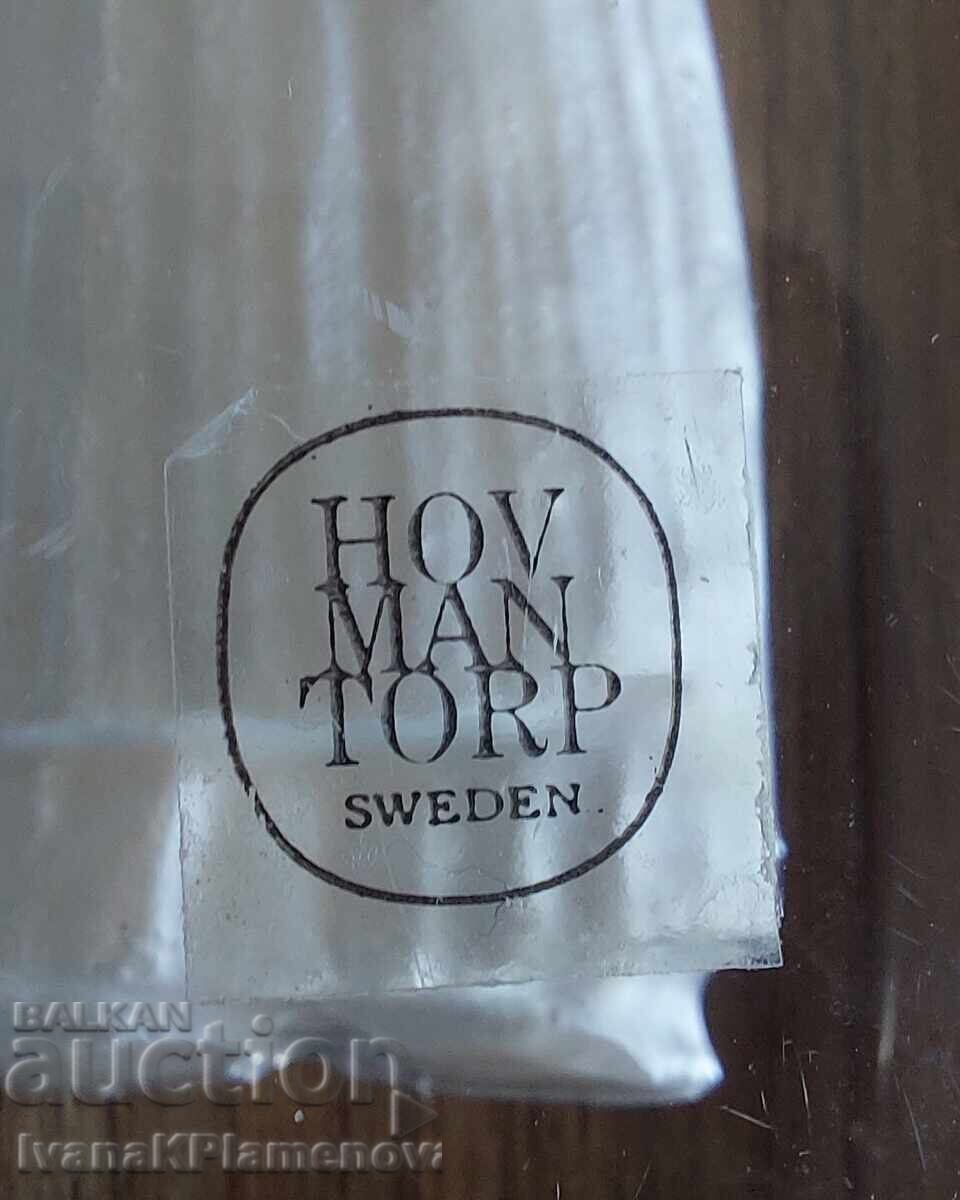 HOV
MAN
TORP
SWEDEN.
BALKAN
auction
IvanaKPlamenova